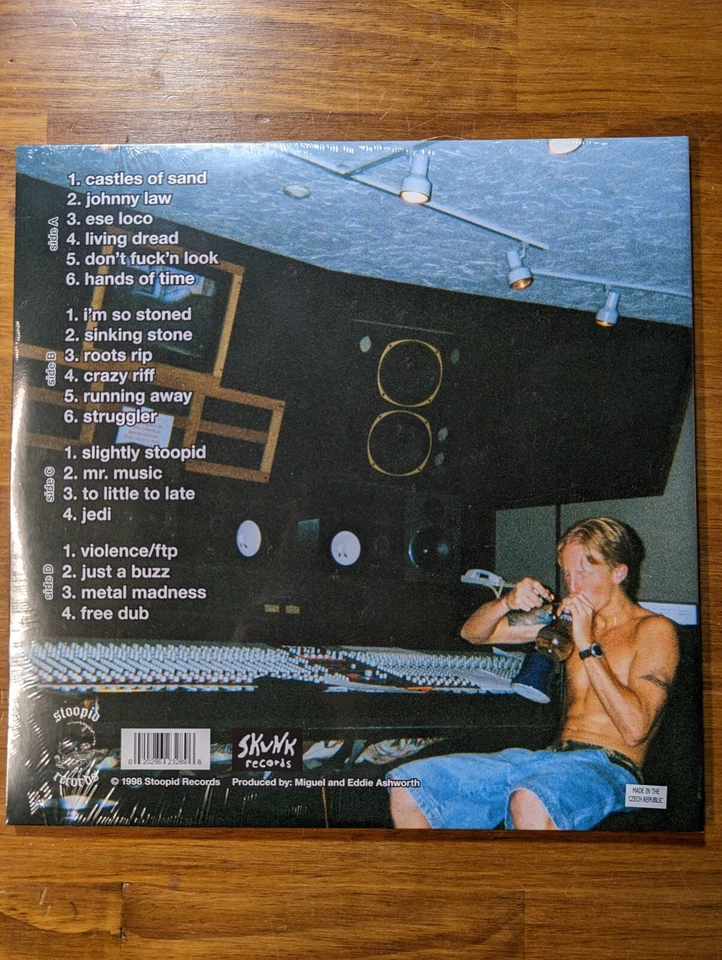 side A
1. castles of sand
2. johnny law
3. ese loco
4. living dread
5. don't fuck'n look
6. hands of time
side B
1. i'm so stoned
2. sinking stone
3. roots rip
4. crazy riff
5. running away
6. struggler
side C
1. slightly stoopid
2. mr. music
3. to little to late
4. jedi
side D
1. violence/ftp
2. just a buzz
3. metal madness
4. free dub
stoopid
records
0 20286 23289 6
SKUNK
records
© 1998 Stoopid Records Produced by: Miguel and Eddie Ashworth
MADE IN THE
CZECH REPUBLIC